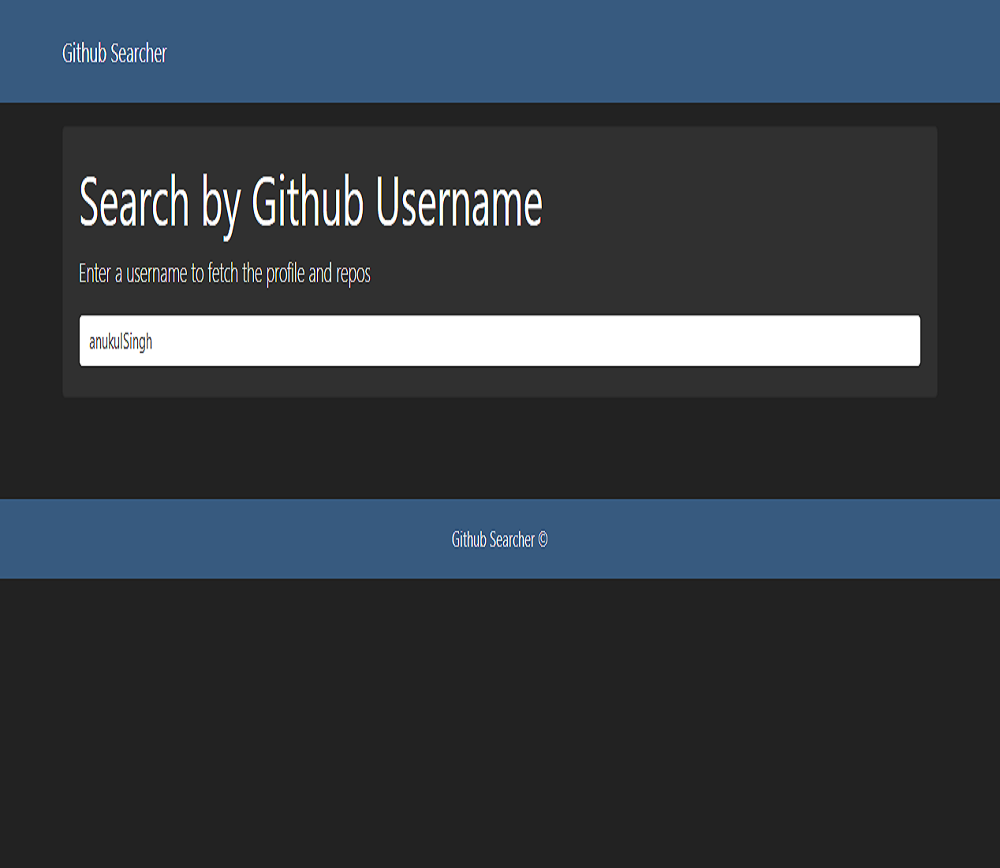 Github Searcher
Search by Github Username
Enter a username to fetch the profile and repos
anukulSingh
Github Searcher ©